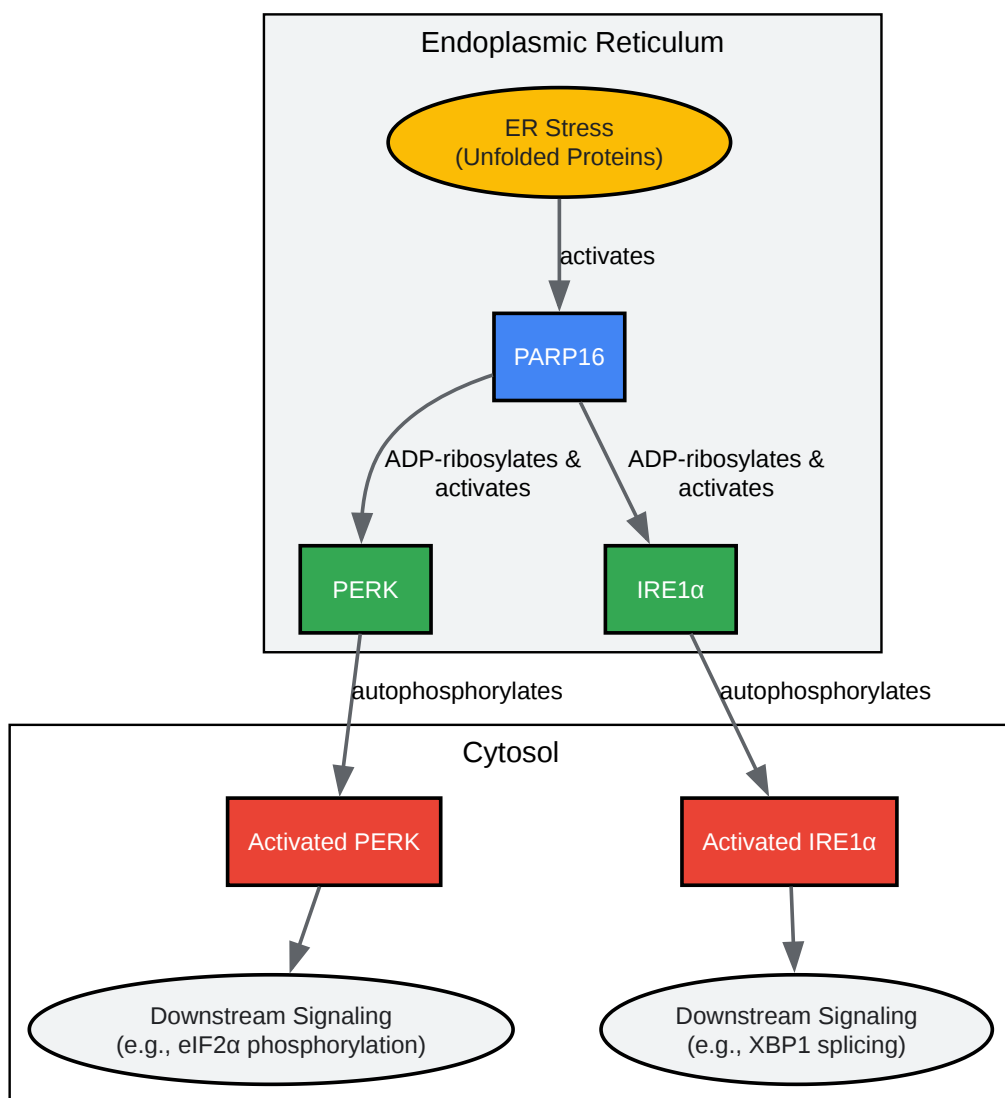 Endoplasmic Reticulum
ER Stress
(Unfolded Proteins)
activates
PARP16
ADP-ribosylates &
activates
ADP-ribosylates &
activates
PERK
IRE1α
autophosphorylates
autophosphorylates
Cytosol
Activated PERK
Activated IRE1α
Downstream Signaling
(e.g., eIF2α phosphorylation)
Downstream Signaling
(e.g., XBP1 splicing)